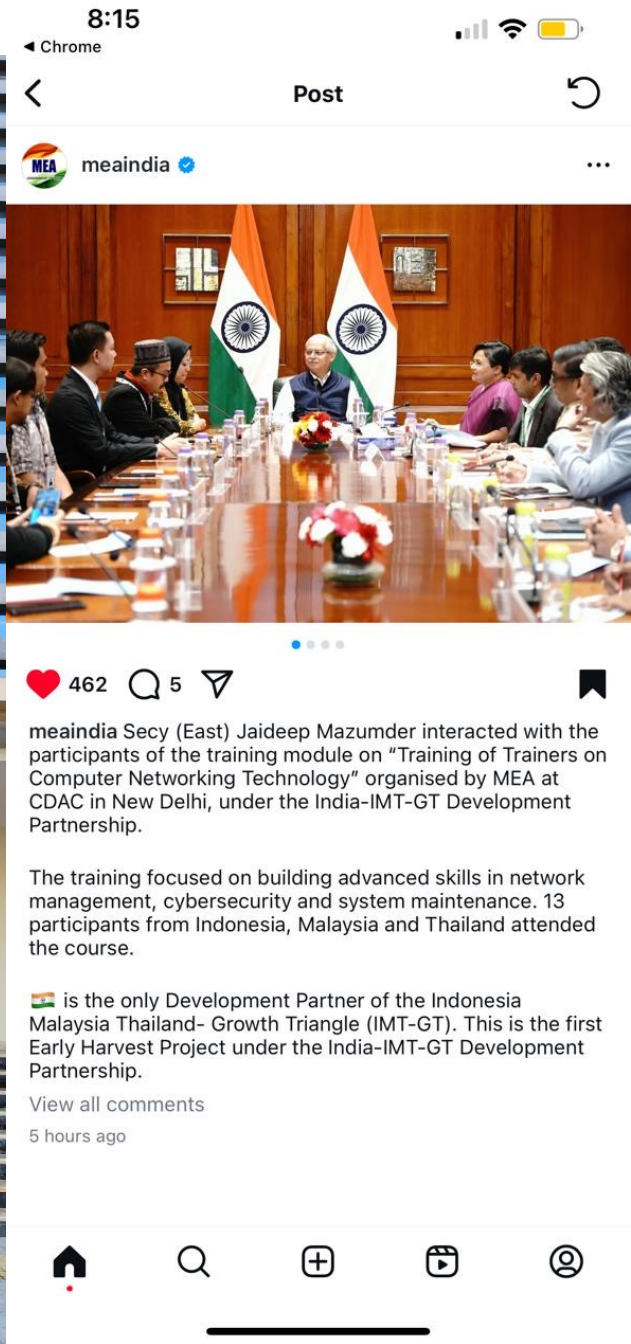 8:15
◄ Chrome
Post
MEA
meaindia
462
5
meaindia Secy (East) Jaideep Mazumder interacted with the
participants of the training module on “Training of Trainers on
Computer Networking Technology” organised by MEA at
CDAC in New Delhi, under the India-IMT-GT Development
Partnership.
The training focused on building advanced skills in network
management, cybersecurity and system maintenance. 13
participants from Indonesia, Malaysia and Thailand attended
the course.
🇮🇳 is the only Development Partner of the Indonesia
Malaysia Thailand- Growth Triangle (IMT-GT). This is the first
Early Harvest Project under the India-IMT-GT Development
Partnership.
View all comments
5 hours ago